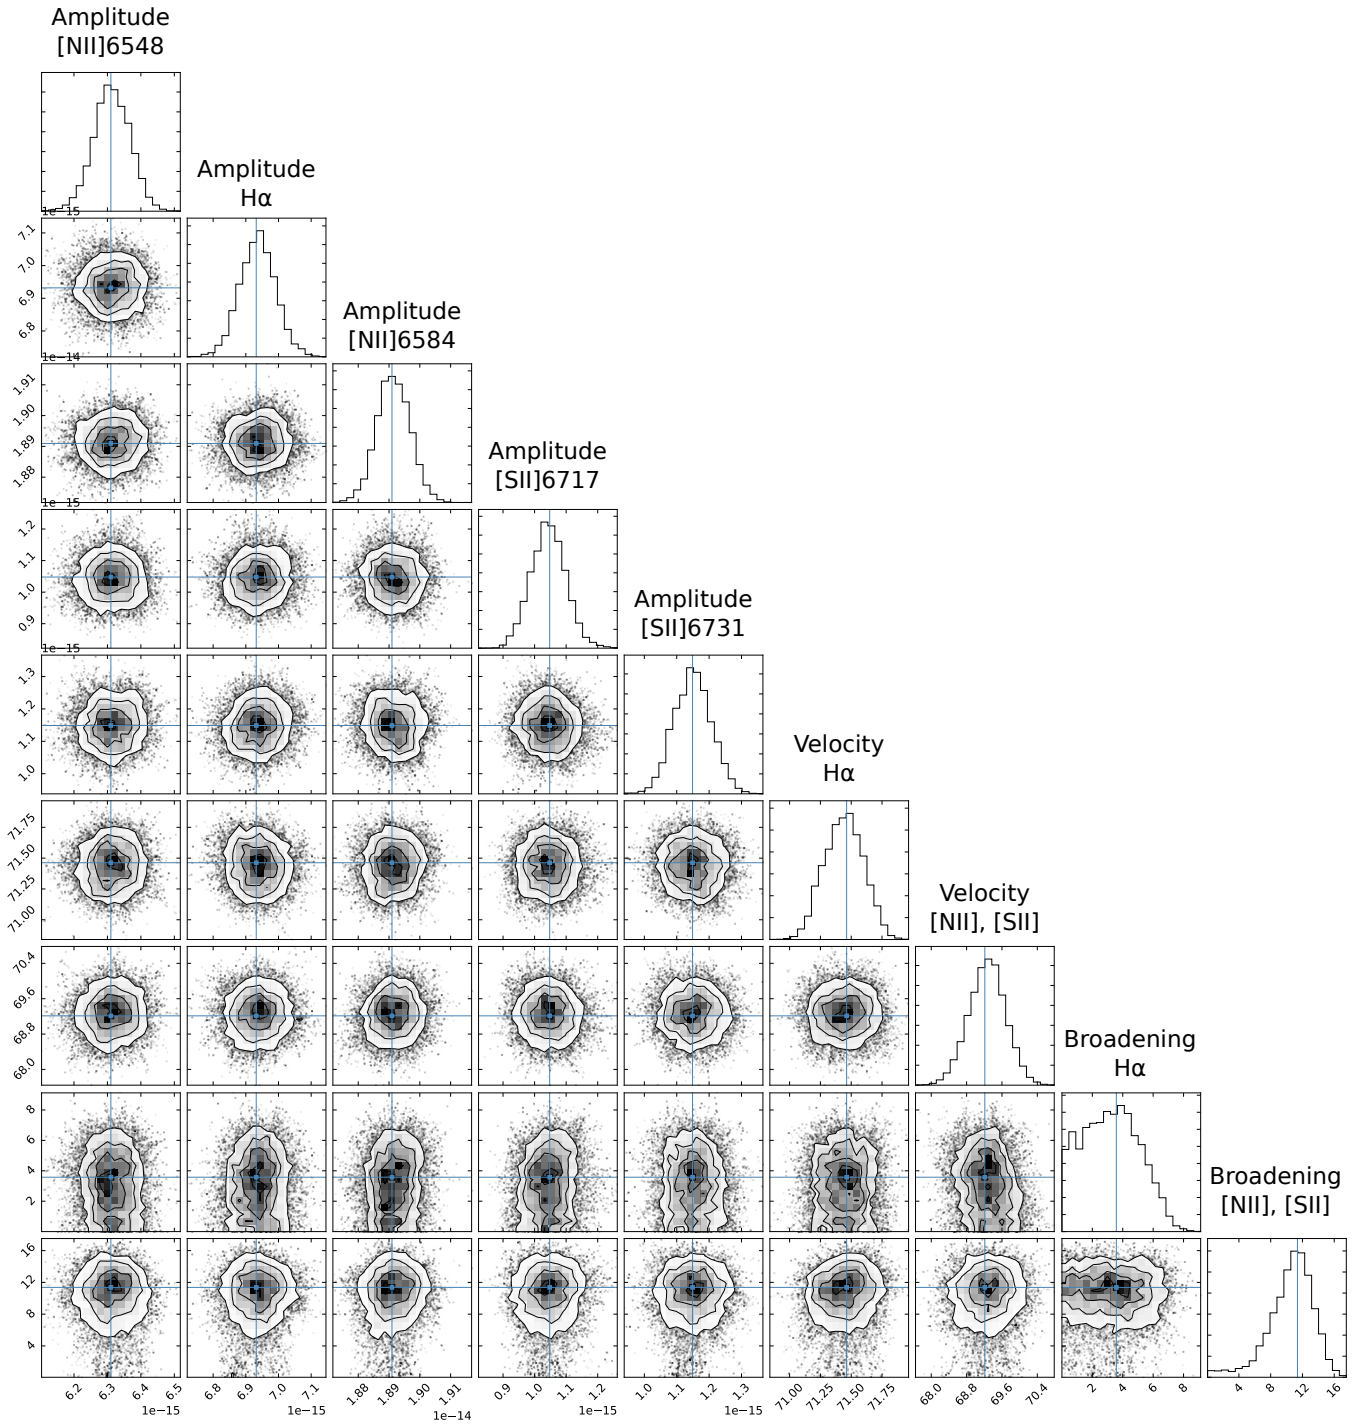 Amplitude
[NII]6548
Amplitude
Hα
Amplitude
[NII]6584
Amplitude
[SII]6717
Amplitude
[SII]6731
Velocity
Hα
Velocity
[NII], [SII]
Broadening
Hα
Broadening
[NII], [SII]
1e−15
7.1
7.0
6.9
6.8
1e−14
1.91
1.90
1.89
1.88
1e−15
1.2
1.1
1.0
0.9
1e−15
1.3
1.2
1.1
1.0
71.75
71.50
71.25
71.00
70.4
69.6
68.8
68.0
8
6
4
2
16
12
8
4
6.2 6.3 6.4 6.5
1e−15
6.8 6.9 7.0 7.1
1e−15
1.88 1.89 1.90 1.91
1e−14
0.9 1.0 1.1 1.2
1e−15
1.0 1.1 1.2 1.3
1e−15
71.00 71.25 71.50 71.75
68.0 68.8 69.6 70.4
2 4 6 8
4 8 12 16